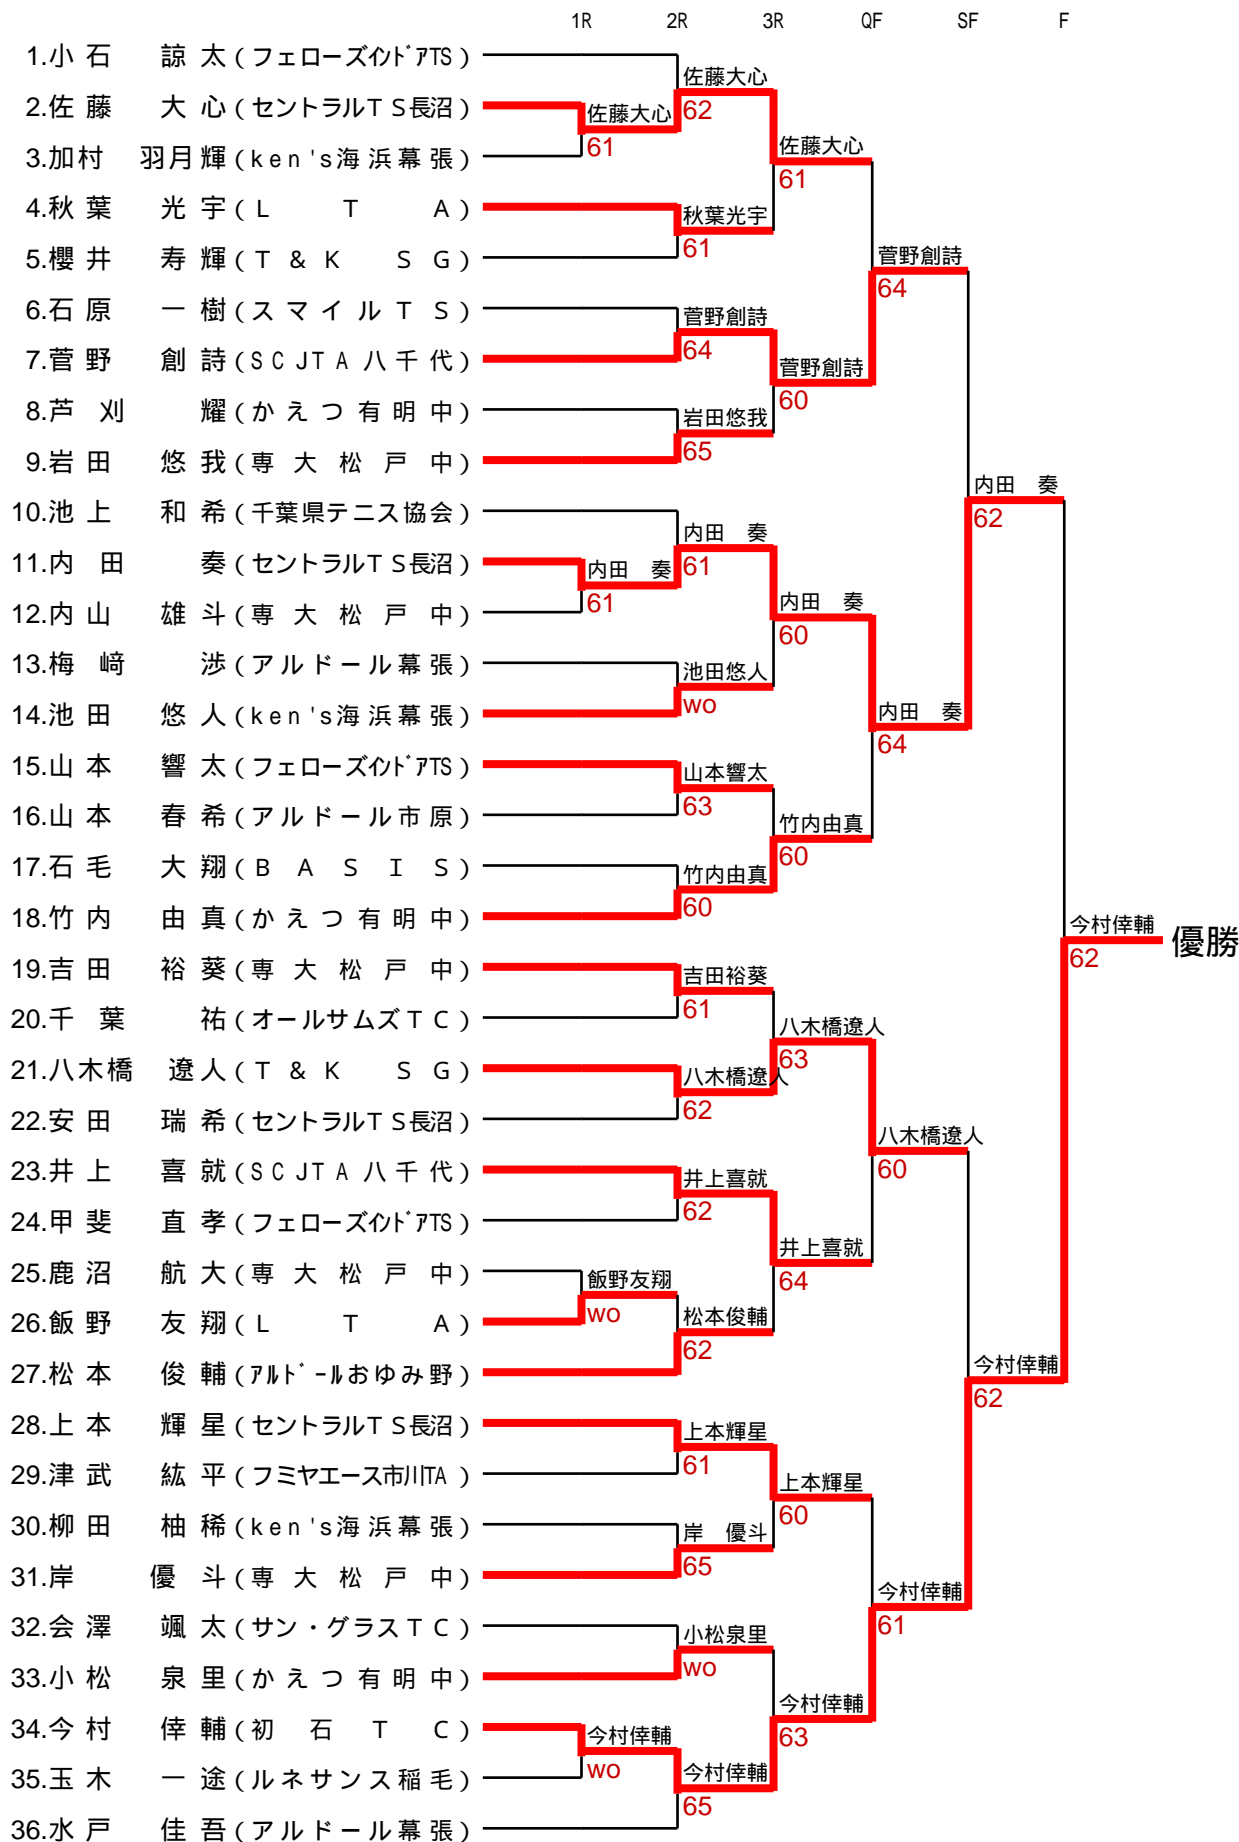 1R 2R 3R QF SF F
1.小石 諒太(フェローズインドアTS)
佐藤大心
2.佐藤 大心(セントラルTS長沼)
佐藤大心
62
61
佐藤大心
3.加村 羽月輝(ken's海浜幕張)
61
4.秋葉 光宇(L T A)
秋葉光宇
61
5.櫻井 寿輝(T&K SG)
菅野創詩
64
6.石原 一樹(スマイルTS)
菅野創詩
64
7.菅野 創詩(SCJTA八千代)
菅野創詩
60
8.芦刈 耀(かえつ有明中)
岩田悠我
65
9.岩田 悠我(専大松戸中)
内田 奏
62
10.池上 和希(千葉県テニス協会)
内田 奏
61
11.内田 奏(セントラルTS長沼)
内田 奏
61
12.内山 雄斗(専大松戸中)
内田 奏
60
13.梅﨑 渉(アルドール幕張)
池田悠人
wo
14.池田 悠人(ken's海浜幕張)
内田 奏
64
15.山本 響太(フェローズインドアTS)
山本響太
63
16.山本 春希(アルドール市原)
竹内由真
60
17.石毛 大翔(BASIS)
竹内由真
60
18.竹内 由真(かえつ有明中)
今村倖輔
62
優勝
19.吉田 裕葵(専大松戸中)
吉田裕葵
61
20.千葉 祐(オールサムズTC)
八木橋遼人
63
21.八木橋 遼人(T&K SG)
八木橋遼人
62
22.安田 瑞希(セントラルTS長沼)
八木橋遼人
60
23.井上 喜就(SCJTA八千代)
井上喜就
62
24.甲斐 直孝(フェローズインドアTS)
井上喜就
64
25.鹿沼 航大(専大松戸中)
飯野友翔
wo
26.飯野 友翔(L T A)
松本俊輔
62
27.松本 俊輔(アルドールおゆみ野)
今村倖輔
62
28.上本 輝星(セントラルTS長沼)
上本輝星
61
29.津武 紘平(フミヤエース市川TA)
上本輝星
60
30.柳田 柚稀(ken's海浜幕張)
岸 優斗
65
31.岸 優斗(専大松戸中)
今村倖輔
61
32.会澤 颯太(サン・グラスTC)
小松泉里
wo
33.小松 泉里(かえつ有明中)
今村倖輔
63
34.今村 倖輔(初石TC)
今村倖輔
wo
35.玉木 一途(ルネサンス稲毛)
今村倖輔
65
36.水戸 佳吾(アルドール幕張)